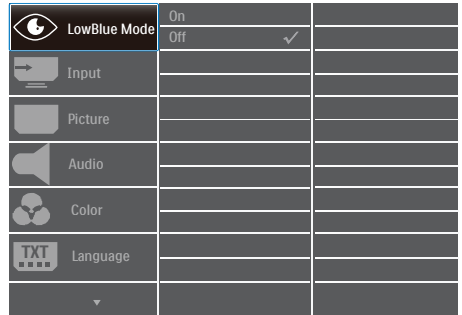 LowBlue Mode
On
Off
Input
Picture
Audio
Color
TXT
Language